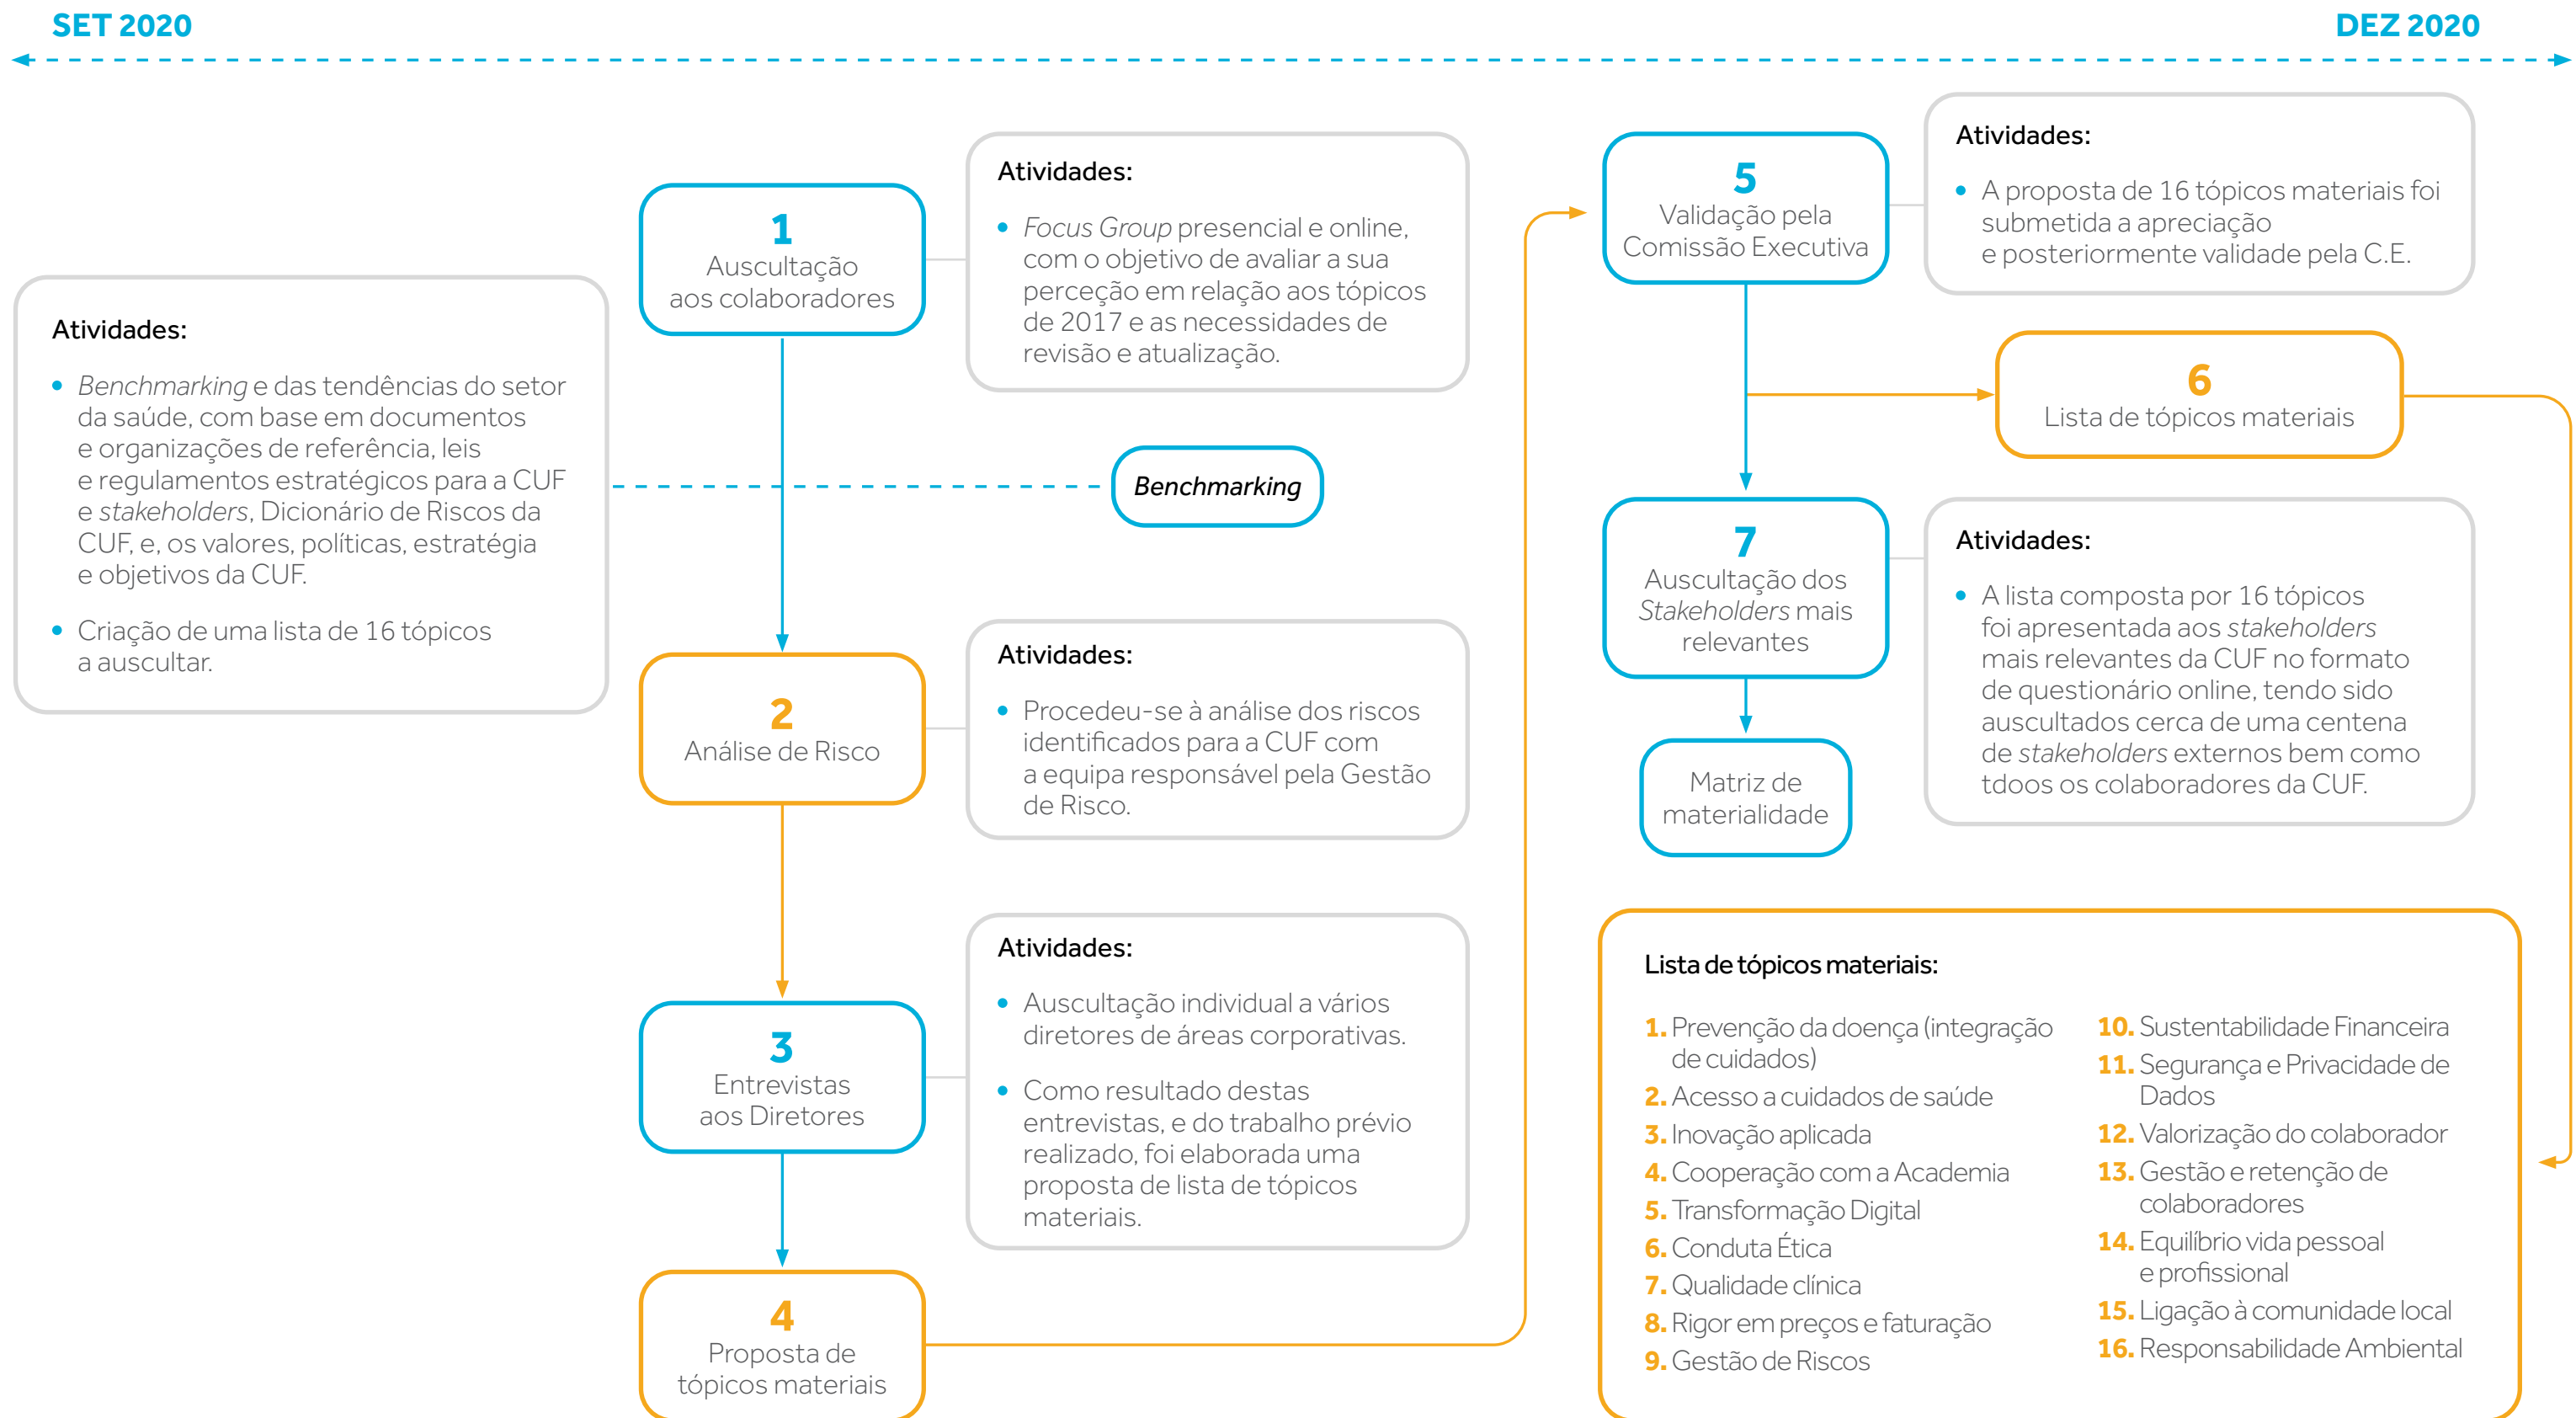 SET 2020
DEZ 2020
Atividades:
• Benchmarking e das tendências do setor
da saúde, com base em documentos
e organizações de referência, leis
e regulamentos estratégicos para a CUF
e stakeholders, Dicionário de Riscos da
CUF, e, os valores, políticas, estratégia
e objetivos da CUF.
• Criação de uma lista de 16 tópicos
a auscultar.
1
Auscultação
aos colaboradores
Atividades:
• Focus Group presencial e online,
com o objetivo de avaliar a sua
perceção em relação aos tópicos
de 2017 e as necessidades de
revisão e atualização.
Benchmarking
2
Análise de Risco
Atividades:
• Procedeu-se à análise dos riscos
identificados para a CUF com
a equipa responsável pela Gestão
de Risco.
3
Entrevistas
aos Diretores
Atividades:
• Auscultação individual a vários
diretores de áreas corporativas.
• Como resultado destas
entrevistas, e do trabalho prévio
realizado, foi elaborada uma
proposta de lista de tópicos
materiais.
4
Proposta de
tópicos materiais
5
Validação pela
Comissão Executiva
Atividades:
• A proposta de 16 tópicos materiais foi
submetida a apreciação
e posteriormente validade pela C.E.
6
Lista de tópicos materiais
7
Auscultação dos
Stakeholders mais
relevantes
Atividades:
• A lista composta por 16 tópicos
foi apresentada aos stakeholders
mais relevantes da CUF no formato
de questionário online, tendo sido
auscultados cerca de uma centena
de stakeholders externos bem como
tdoos os colaboradores da CUF.
Matriz de
materialidade
Lista de tópicos materiais:
1. Prevenção da doença (integração
de cuidados)
2. Acesso a cuidados de saúde
3. Inovação aplicada
4. Cooperação com a Academia
5. Transformação Digital
6. Conduta Ética
7. Qualidade clínica
8. Rigor em preços e faturação
9. Gestão de Riscos
10. Sustentabilidade Financeira
11. Segurança e Privacidade de
Dados
12. Valorização do colaborador
13. Gestão e retenção de
colaboradores
14. Equilíbrio vida pessoal
e profissional
15. Ligação à comunidade local
16. Responsabilidade Ambiental